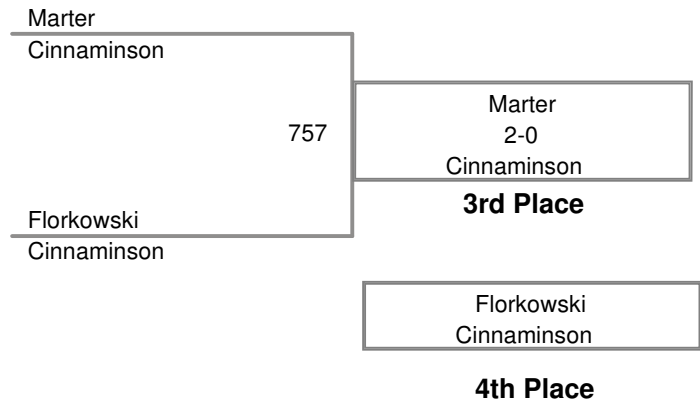 Marter
Cinnaminson
757
Marter
2-0
Cinnaminson
3rd Place
Florkowski
Cinnaminson
Florkowski
Cinnaminson
4th Place